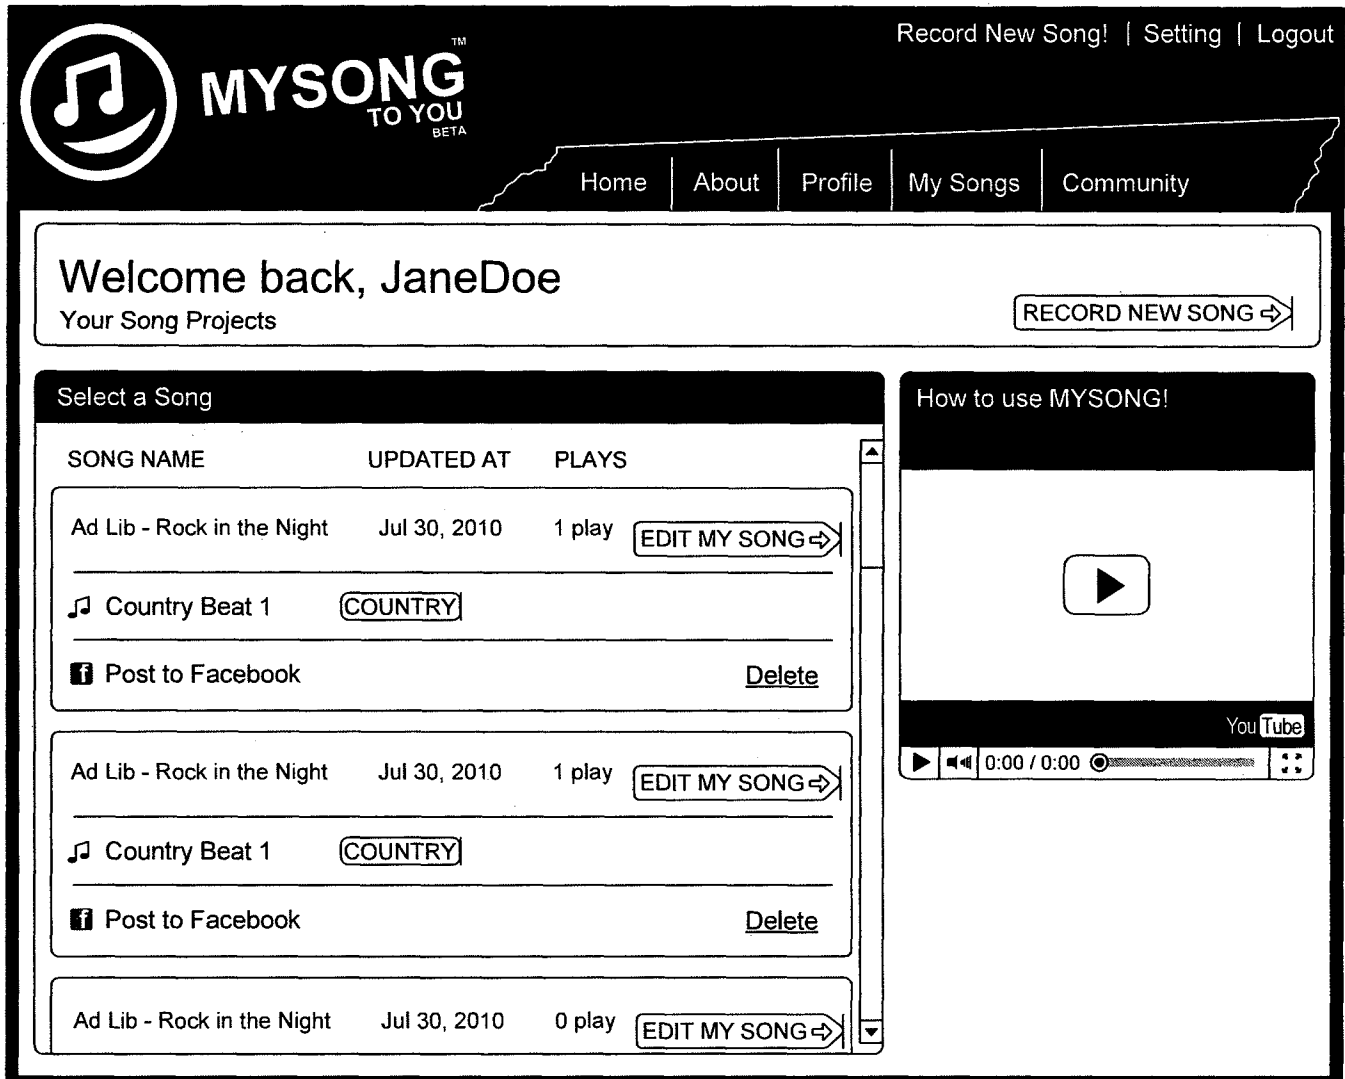 Record New Song! | Setting | Logout
MYSONG™
TO YOU
BETA
Home About Profile My Songs Community
Welcome back, JaneDoe
Your Song Projects
RECORD NEW SONG
Select a Song
SONG NAME UPDATED AT PLAYS
Ad Lib - Rock in the Night Jul 30, 2010 1 play EDIT MY SONG
Country Beat 1 COUNTRY
f Post to Facebook Delete
Ad Lib - Rock in the Night Jul 30, 2010 1 play EDIT MY SONG
Country Beat 1 COUNTRY
f Post to Facebook Delete
Ad Lib - Rock in the Night Jul 30, 2010 0 play EDIT MY SONG
How to use MYSONG!
You Tube
0:00 / 0:00